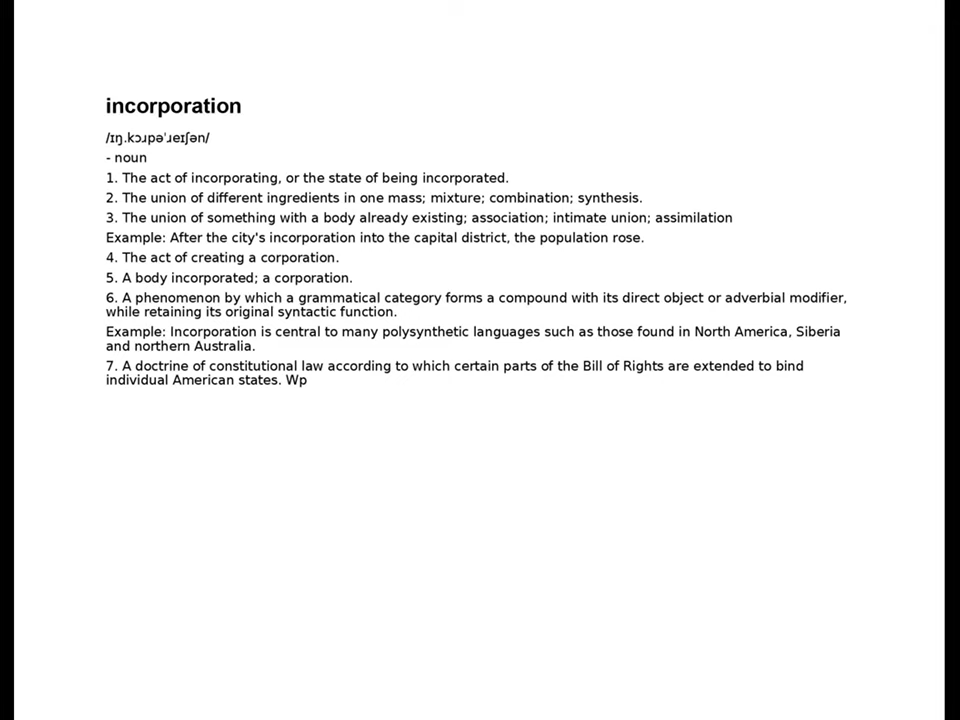 incorporation
/ɪŋ.kɔɹpəˈɹeɪʃən/
- noun
1. The act of incorporating, or the state of being incorporated.
2. The union of different ingredients in one mass; mixture; combination; synthesis.
3. The union of something with a body already existing; association; intimate union; assimilation
Example: After the city's incorporation into the capital district, the population rose.
4. The act of creating a corporation.
5. A body incorporated; a corporation.
6. A phenomenon by which a grammatical category forms a compound with its direct object or adverbial modifier,
while retaining its original syntactic function.
Example: Incorporation is central to many polysynthetic languages such as those found in North America, Siberia
and northern Australia.
7. A doctrine of constitutional law according to which certain parts of the Bill of Rights are extended to bind
individual American states. Wp